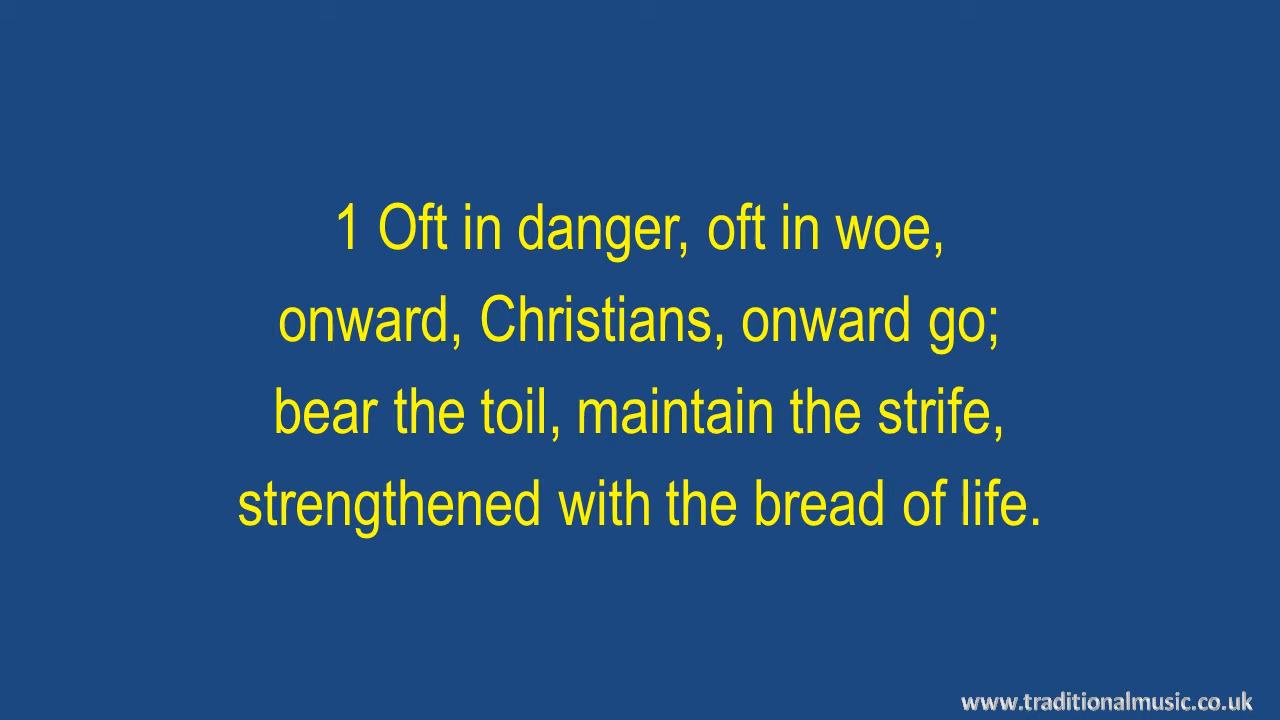 1 Oft in danger, oft in woe,
onward, Christians, onward go;
bear the toil, maintain the strife,
strengthened with the bread of life.
www.traditionalmusic.co.uk